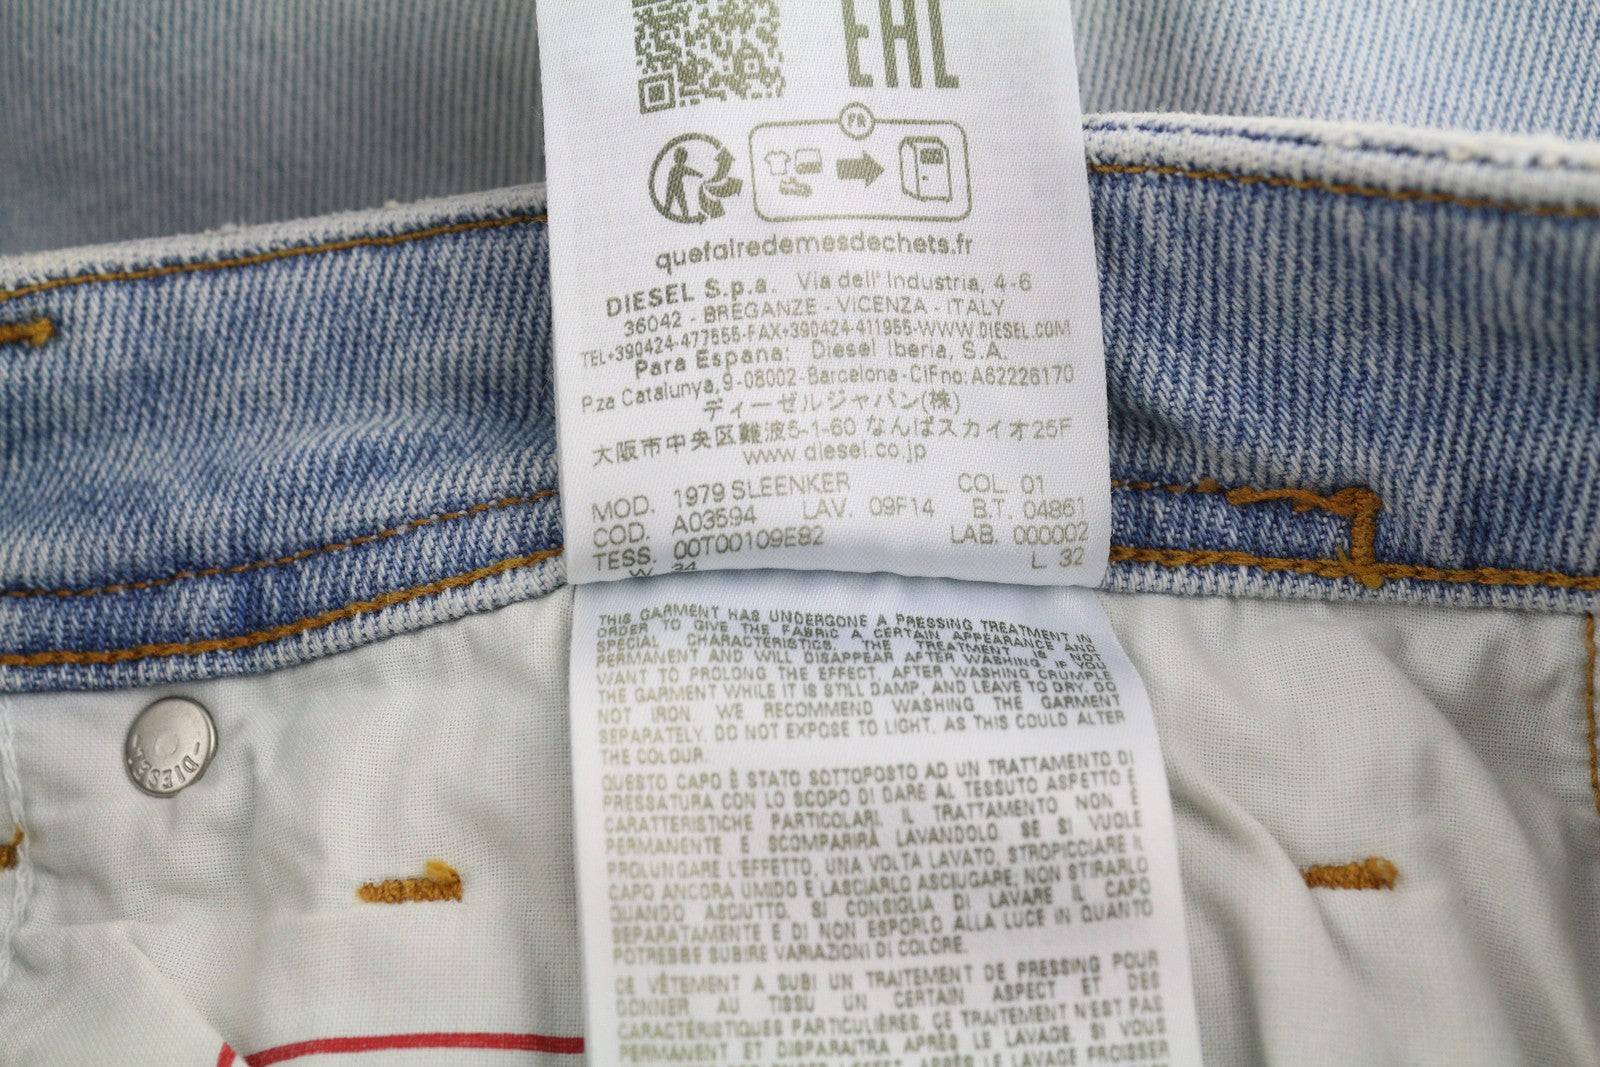 EAC
FR
quefairedemesdechets.fr
DIESEL S.p.a. Via dell' Industria, 4-6
36042 - BREGANZE - VICENZA - ITALY
TEL+390424-477555-FAX+390424-411955-WWW.DIESEL.COM
Para Espana: Diesel Iberia, S.A.
P.za Catalunya, 9-08002-Barcelona-CIFno:A62226170
ディーゼルジャパン(株)
大阪市中央区難波5-1-60 なんばスカイオ25F
www.diesel.co.jp
MOD. 1979 SLEENKER COL. 01
COD. A03594 LAV. 09F14 B.T. 04861
TESS. 00T00109E82 LAB. 000002
W. 34 L. 32
THIS GARMENT HAS UNDERGONE A PRESSING TREATMENT IN
ORDER TO GIVE THE FABRIC A CERTAIN APPEARANCE AND
SPECIAL CHARACTERISTICS. THE TREATMENT IS NOT
PERMANENT AND WILL DISAPPEAR AFTER WASHING. IF YOU
WANT TO PROLONG THE EFFECT, AFTER WASHING CRUMPLE
THE GARMENT WHILE IT IS STILL DAMP, AND LEAVE TO DRY. DO
NOT IRON. WE RECOMMEND WASHING THE GARMENT
SEPARATELY. DO NOT EXPOSE TO LIGHT, AS THIS COULD ALTER
THE COLOUR.
QUESTO CAPO È STATO SOTTOPOSTO AD UN TRATTAMENTO DI
PRESSATURA CON LO SCOPO DI DARE AL TESSUTO ASPETTO E
CARATTERISTICHE PARTICOLARI. IL TRATTAMENTO NON È
PERMANENTE E SCOMPARIRÀ LAVANDOLO. SE SI VUOLE
PROLUNGARE L'EFFETTO, UNA VOLTA LAVATO, STROPICCIARE IL
CAPO ANCORA UMIDO E LASCIARLO ASCIUGARE; NON STIRARLO
QUANDO ASCIUTTO. SI CONSIGLIA DI LAVARE IL CAPO
SEPARATAMENTE E DI NON ESPORLO ALLA LUCE IN QUANTO
POTREBBE SUBIRE VARIAZIONI DI COLORE.
CE VÊTEMENT A SUBI UN TRAITEMENT DE PRESSING POUR
DONNER AU TISSU UN CERTAIN ASPECT ET DES
CARACTÉRISTIQUES PARTICULIÈRES. CE TRAITEMENT N'EST PAS
PERMANENT ET DISPARAITRA APRÈS LE LAVAGE. SI VOUS
L'EFFET, APRÈS LE LAVAGE FROISSER
DIESEL